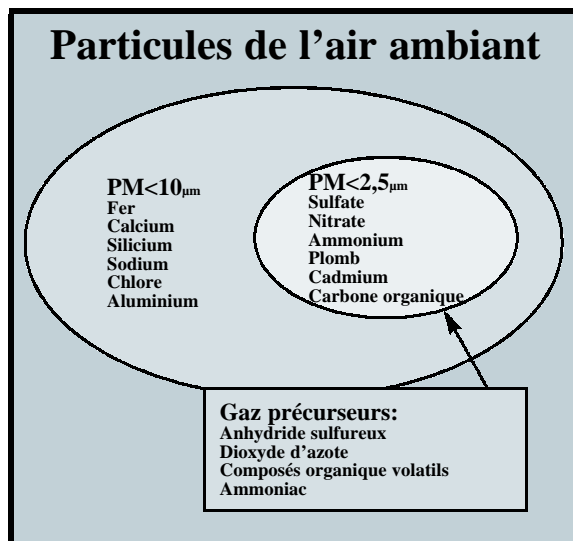 Particules de l’air ambiant
PM<10µm
Fer
Calcium
Silicium
Sodium
Chlore
Aluminium
PM<2,5µm
Sulfate
Nitrate
Ammonium
Plomb
Cadmium
Carbone organique
Gaz précurseurs:
Anhydride sulfureux
Dioxyde d’azote
Composés organique volatils
Ammoniac